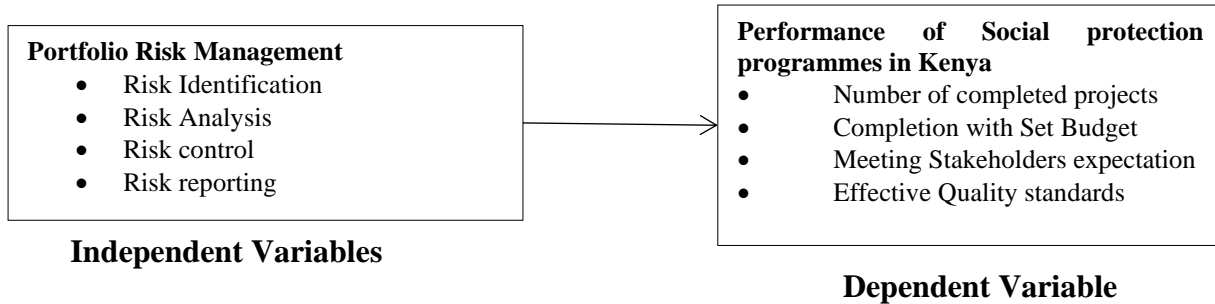 Portfolio Risk Management
• Risk Identification
• Risk Analysis
• Risk control
• Risk reporting
Independent Variables
Performance of Social protection
programmes in Kenya
• Number of completed projects
• Completion with Set Budget
• Meeting Stakeholders expectation
• Effective Quality standards
Dependent Variable